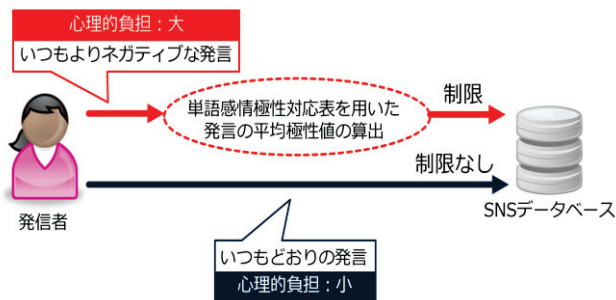 心理的負担：大
いつもよりネガティブな発言
単語感情極性対応表を用いた
発言の平均極性値の算出
制限
制限なし
発信者
SNSデータベース
いつもどおりの発言
心理的負担：小